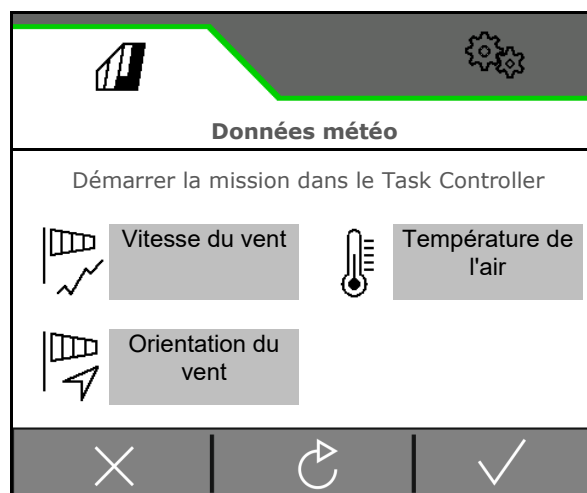 Données météo
Démarrer la mission dans le Task Controller
Vitesse du vent
Température de
l'air
Orientation du
vent